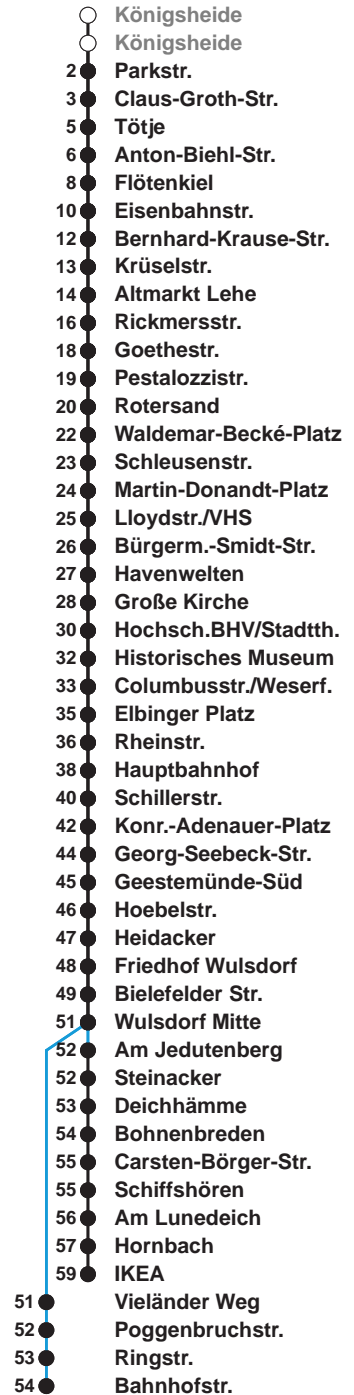 Königsheide
Königsheide
2 Parkstr.
3 Claus-Groth-Str.
5 Tötje
6 Anton-Biehl-Str.
8 Flötenkiel
10 Eisenbahnstr.
12 Bernhard-Krause-Str.
13 Krüselstr.
14 Altmarkt Lehe
16 Rickmersstr.
18 Goethestr.
19 Pestalozzistr.
20 Rotersand
22 Waldemar-Becké-Platz
23 Schleusenstr.
24 Martin-Donandt-Platz
25 Lloydstr./VHS
26 Bürgerm.-Smidt-Str.
27 Havenwelten
28 Große Kirche
30 Hochsch.BHV/Stadtth.
32 Historisches Museum
33 Columbusstr./Weserf.
35 Elbinger Platz
36 Rheinstr.
38 Hauptbahnhof
40 Schillerstr.
42 Konr.-Adenauer-Platz
44 Georg-Seebeck-Str.
45 Geestemünde-Süd
46 Hoebelstr.
47 Heidacker
48 Friedhof Wulsdorf
49 Bielefelder Str.
51 Wulsdorf Mitte
52 Am Jedutenberg
52 Steinacker
53 Deichhämme
54 Bohnenbreden
55 Carsten-Börger-Str.
55 Schiffshören
56 Am Lunedeich
57 Hornbach
59 IKEA
51 Vieländer Weg
52 Poggenbruchstr.
53 Ringstr.
54 Bahnhofstr.